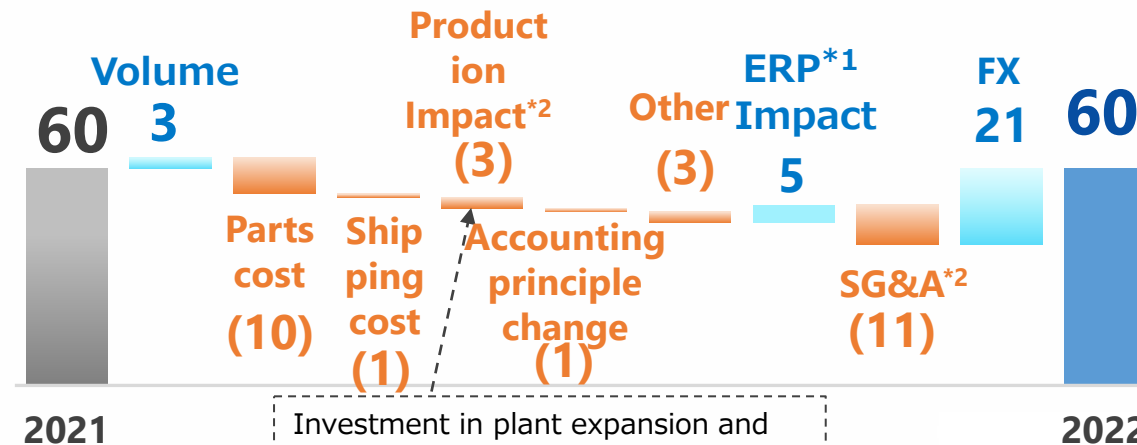 60
Volume
3
Parts
cost
(10)
Ship
ping
cost
(1)
Product
ion
Impact*2
(3)
Accounting
principle
change
(1)
Other
(3)
ERP*1
Impact
5
SG&A*2
(11)
FX
21
60
Investment in plant expansion and
2021
2022